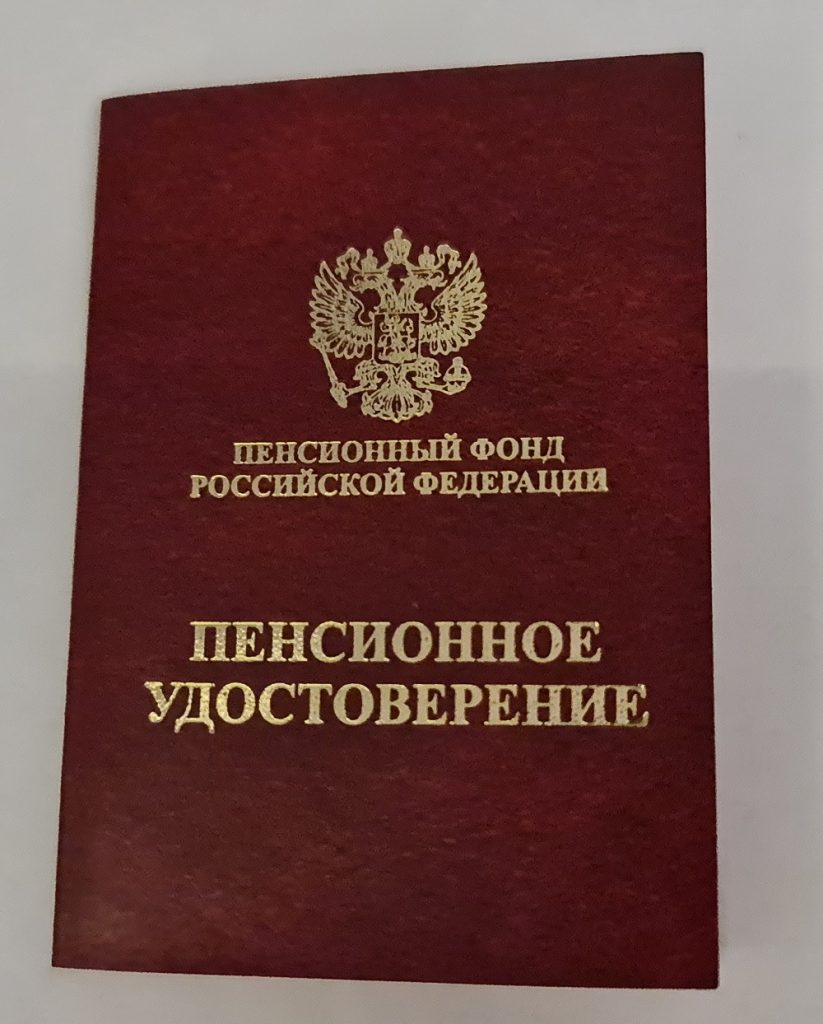 ПЕНСИОННЫЙ ФОНД
РОССИЙСКОЙ ФЕДЕРАЦИИ
ПЕНСИОННОЕ
УДОСТОВЕРЕНИЕ